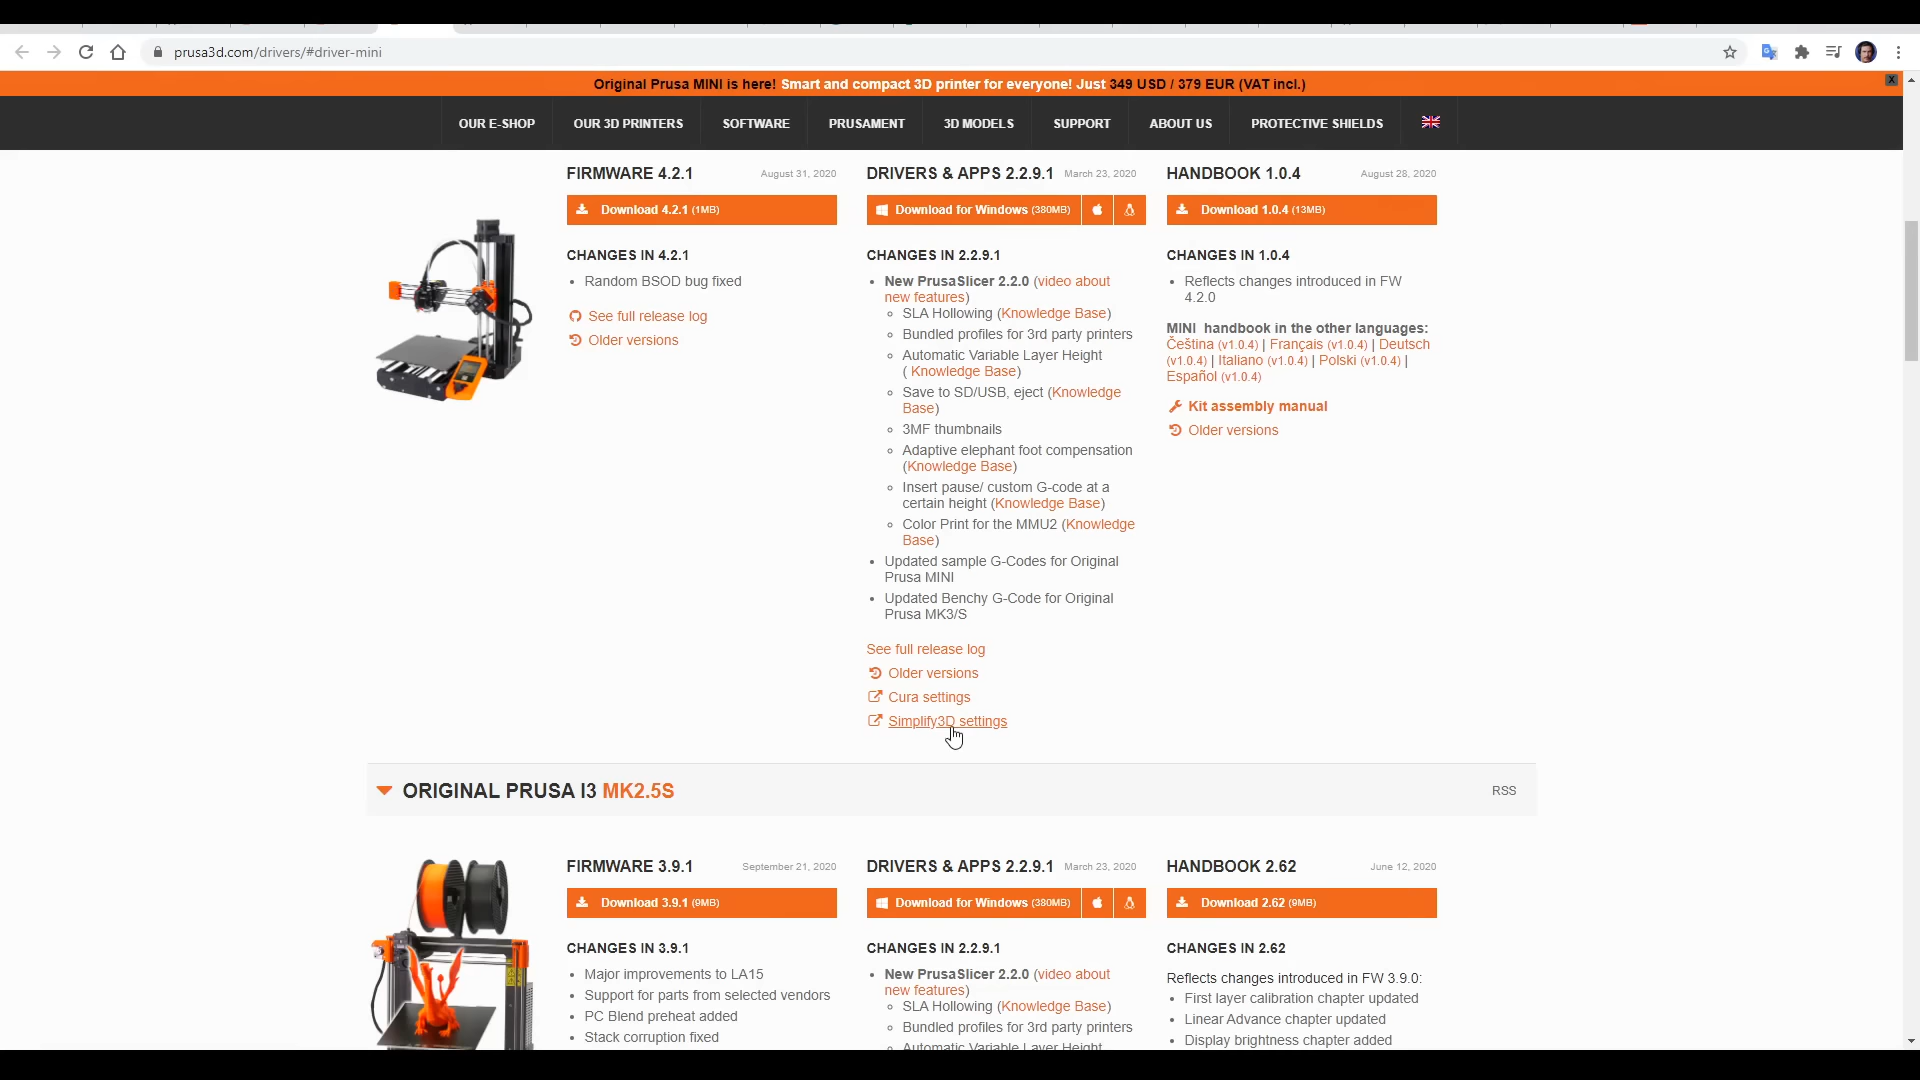 prusa3d.com/drivers/#driver-mini
Original Prusa MINI is here! Smart and compact 3D printer for everyone! Just 349 USD / 379 EUR (VAT incl.)
X
OUR E-SHOP
OUR 3D PRINTERS
SOFTWARE
PRUSAMENT
3D MODELS
SUPPORT
ABOUT US
PROTECTIVE SHIELDS
FIRMWARE 4.2.1
August 31, 2020
Download 4.2.1 (1MB)
CHANGES IN 4.2.1
Random BSOD bug fixed
See full release log
Older versions
DRIVERS & APPS 2.2.9.1
March 23, 2020
Download for Windows (380MB)
CHANGES IN 2.2.9.1
New PrusaSlicer 2.2.0 (video about
new features)
SLA Hollowing (Knowledge Base)
Bundled profiles for 3rd party printers
Automatic Variable Layer Height
( Knowledge Base)
Save to SD/USB, eject (Knowledge
Base)
3MF thumbnails
Adaptive elephant foot compensation
(Knowledge Base)
Insert pause/ custom G-code at a
certain height (Knowledge Base)
Color Print for the MMU2 (Knowledge
Base)
Updated sample G-Codes for Original
Prusa MINI
Updated Benchy G-Code for Original
Prusa MK3/S
See full release log
Older versions
Cura settings
Simplify3D settings
HANDBOOK 1.0.4
August 28, 2020
Download 1.0.4 (13MB)
CHANGES IN 1.0.4
Reflects changes introduced in FW
4.2.0
MINI handbook in the other languages:
Čeština (v1.0.4) | Français (v1.0.4) | Deutsch
(v1.0.4) | Italiano (v1.0.4) | Polski (v1.0.4) |
Español (v1.0.4)
Kit assembly manual
Older versions
ORIGINAL PRUSA I3 MK2.5S
RSS
FIRMWARE 3.9.1
September 21, 2020
Download 3.9.1 (9MB)
CHANGES IN 3.9.1
Major improvements to LA15
Support for parts from selected vendors
PC Blend preheat added
Stack corruption fixed
DRIVERS & APPS 2.2.9.1
March 23, 2020
Download for Windows (380MB)
CHANGES IN 2.2.9.1
New PrusaSlicer 2.2.0 (video about
new features)
SLA Hollowing (Knowledge Base)
Bundled profiles for 3rd party printers
Automatic Variable Layer Height
HANDBOOK 2.62
June 12, 2020
Download 2.62 (9MB)
CHANGES IN 2.62
Reflects changes introduced in FW 3.9.0:
First layer calibration chapter updated
Linear Advance chapter updated
Display brightness chapter added